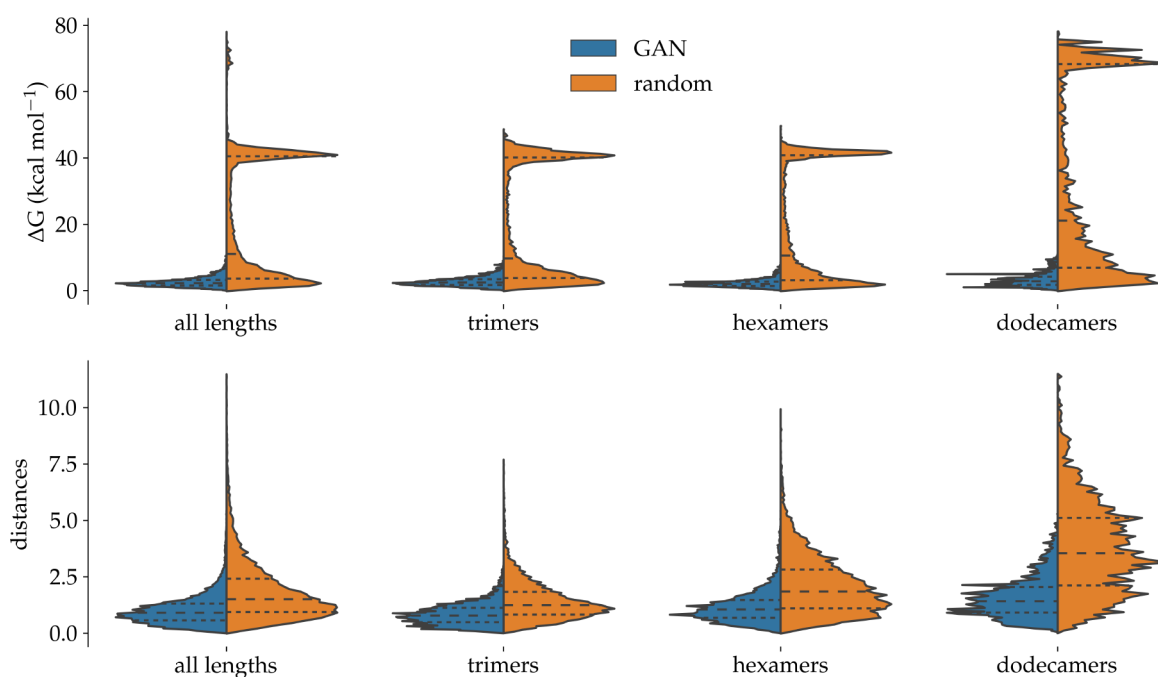 80
60
40
20
0
ΔG (kcal mol⁻¹)
GAN
random
all lengths
trimers
hexamers
dodecamers
10.0
7.5
5.0
2.5
0.0
distances
all lengths
trimers
hexamers
dodecamers